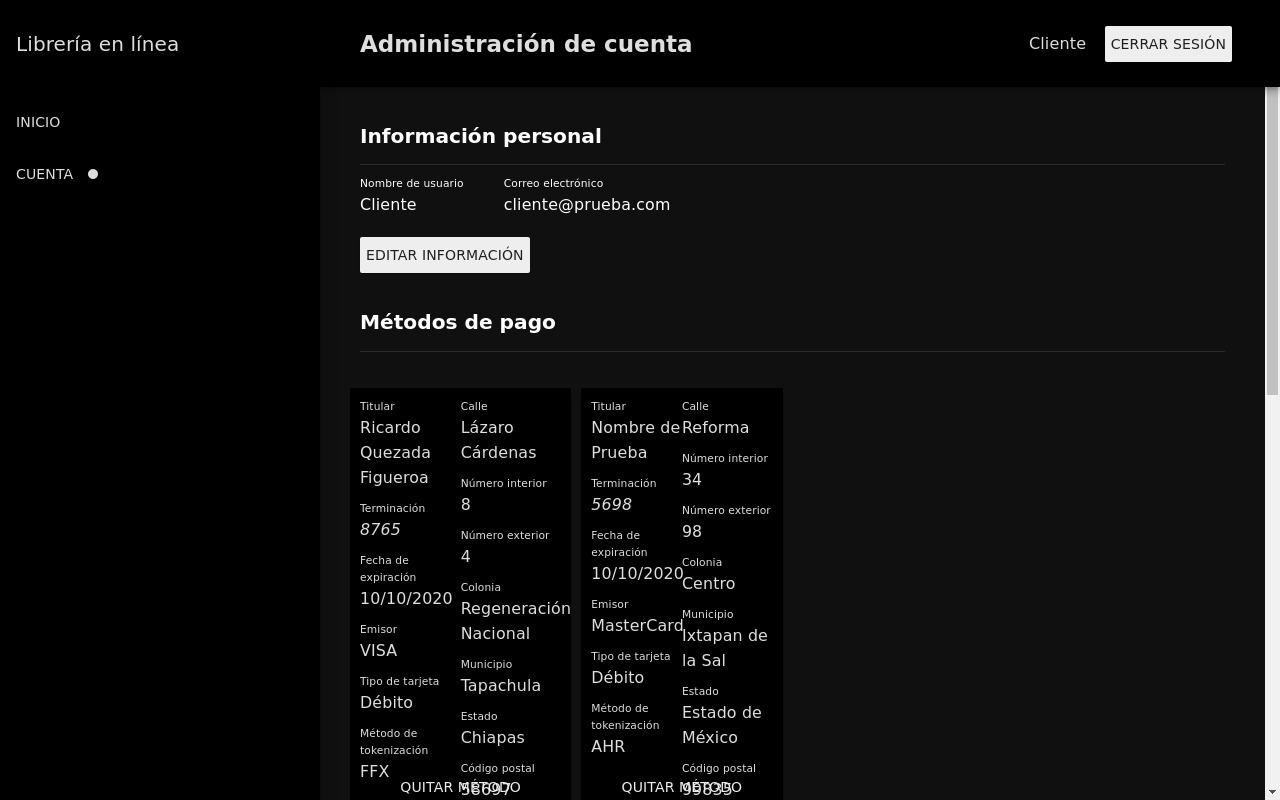 Librería en línea
Administración de cuenta
Cliente
CERRAR SESIÓN
INICIO
CUENTA
Información personal
Nombre de usuario
Cliente
Correo electrónico
cliente@prueba.com
EDITAR INFORMACIÓN
Métodos de pago
Titular
Ricardo
Quezada
Figueroa
Terminación
8765
Fecha de
expiración
10/10/2020
Emisor
VISA
Tipo de tarjeta
Débito
Método de
tokenización
FFX
Calle
Lázaro
Cárdenas
Número interior
8
Número exterior
4
Colonia
Regeneración
Nacional
Municipio
Tapachula
Estado
Chiapas
Código postal
QUITAR MÉTODO
Titular
Nombre de
Prueba
Terminación
5698
Fecha de
expiración
10/10/2020
Emisor
MasterCard
Tipo de tarjeta
Débito
Método de
tokenización
AHR
Calle
Reforma
Número interior
34
Número exterior
98
Colonia
Centro
Municipio
Ixtapan de
la Sal
Estado
Estado de
México
Código postal
QUITAR MÉTODO